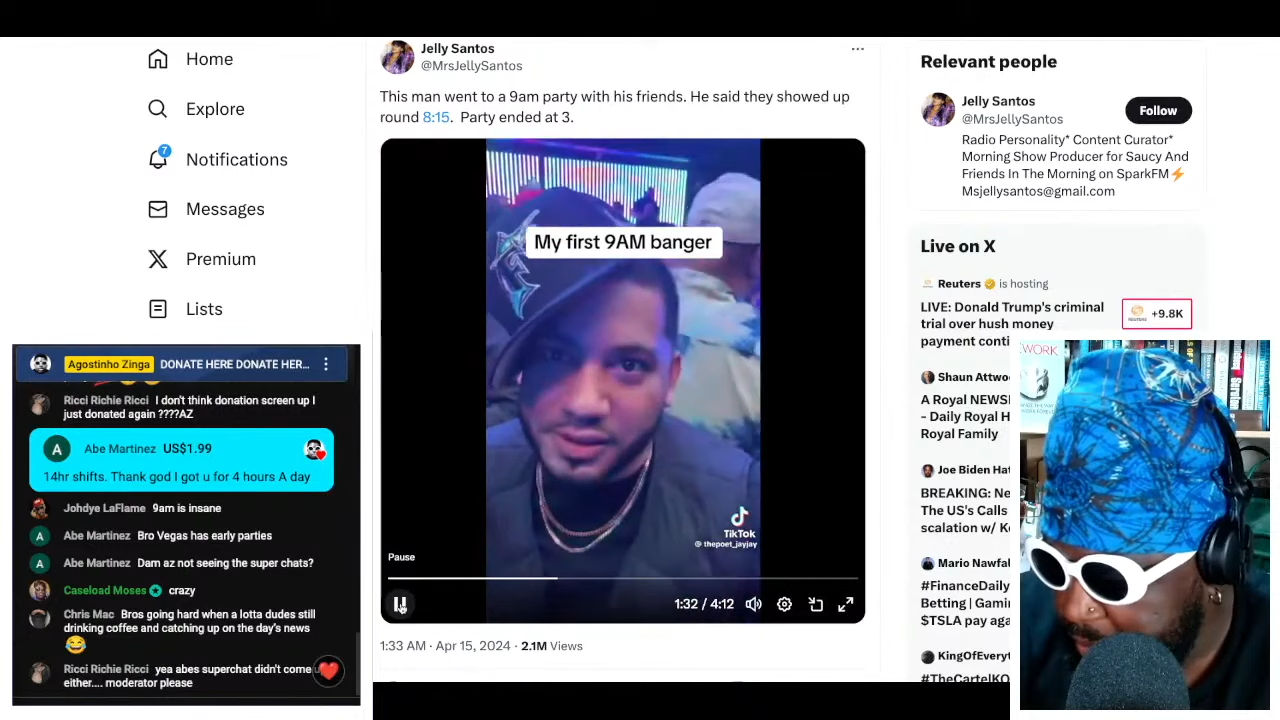 Home
Explore
7
Notifications
Messages
Premium
Lists
Jelly Santos
@MrsJellySantos
This man went to a 9am party with his friends. He said they showed up
round 8:15. Party ended at 3.
My first 9AM banger
TikTok
@ thepoet_jayjay
Pause
1:32 / 4:12
1:33 AM · Apr 15, 2024 · 2.1M Views
Relevant people
Jelly Santos
@MrsJellySantos
Follow
Radio Personality* Content Curator*
Morning Show Producer for Saucy And
Friends In The Morning on SparkFM⚡
Msjellysantos@gmail.com
Live on X
Reuters is hosting
LIVE: Donald Trump's criminal
trial over hush money
payment conti
REUTERS
+9.8K
Shaun Attwoo
A Royal NEWS
- Daily Royal H
Royal Family
Joe Biden Hat
BREAKING: Ne
The US's Calls
scalation w/
Mario Nawfal
#FinanceDaily
Betting | Gami
$TSLA pay aga
KingOfEveryt
#TheCartelKO
Agostinho Zinga DONATE HERE DONATE HER...
Ricci Richie Ricci I don't think donation screen up I
just donated again ????AZ
A
Abe Martinez US$1.99
14hr shifts. Thank god I got u for 4 hours A day
Johdye LaFlame 9am is insane
A Abe Martinez Bro Vegas has early parties
A Abe Martinez Dam az not seeing the super chats?
Caseload Moses crazy
Chris Mac Bros going hard when a lotta dudes still
drinking coffee and catching up on the day's news
😂
Ricci Richie Ricci yea abes superchat didn't come
either.... moderator please
WORK